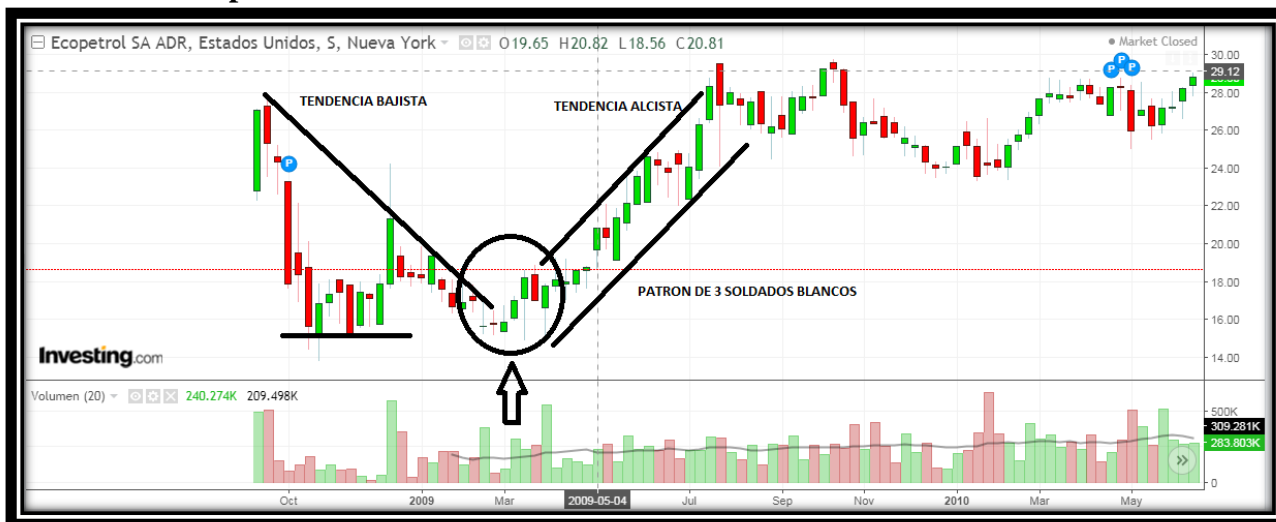 Ecopetrol SA ADR, Estados Unidos, S, Nueva York O19.65 H20.82 L18.56 C20.81
Market Closed
TENDENCIA BAJISTA
TENDENCIA ALCISTA
PATRON DE 3 SOLDADOS BLANCOS
P
P
P
P
30.00
29.12
28.00
26.00
24.00
22.00
20.00
18.00
16.00
14.00
Investing.com
Volumen (20) 240.274K 209.498K
500K
309.281K
283.803K
0
Oct 2009 Mar 2009-05-04 Jul Sep Nov 2010 Mar May